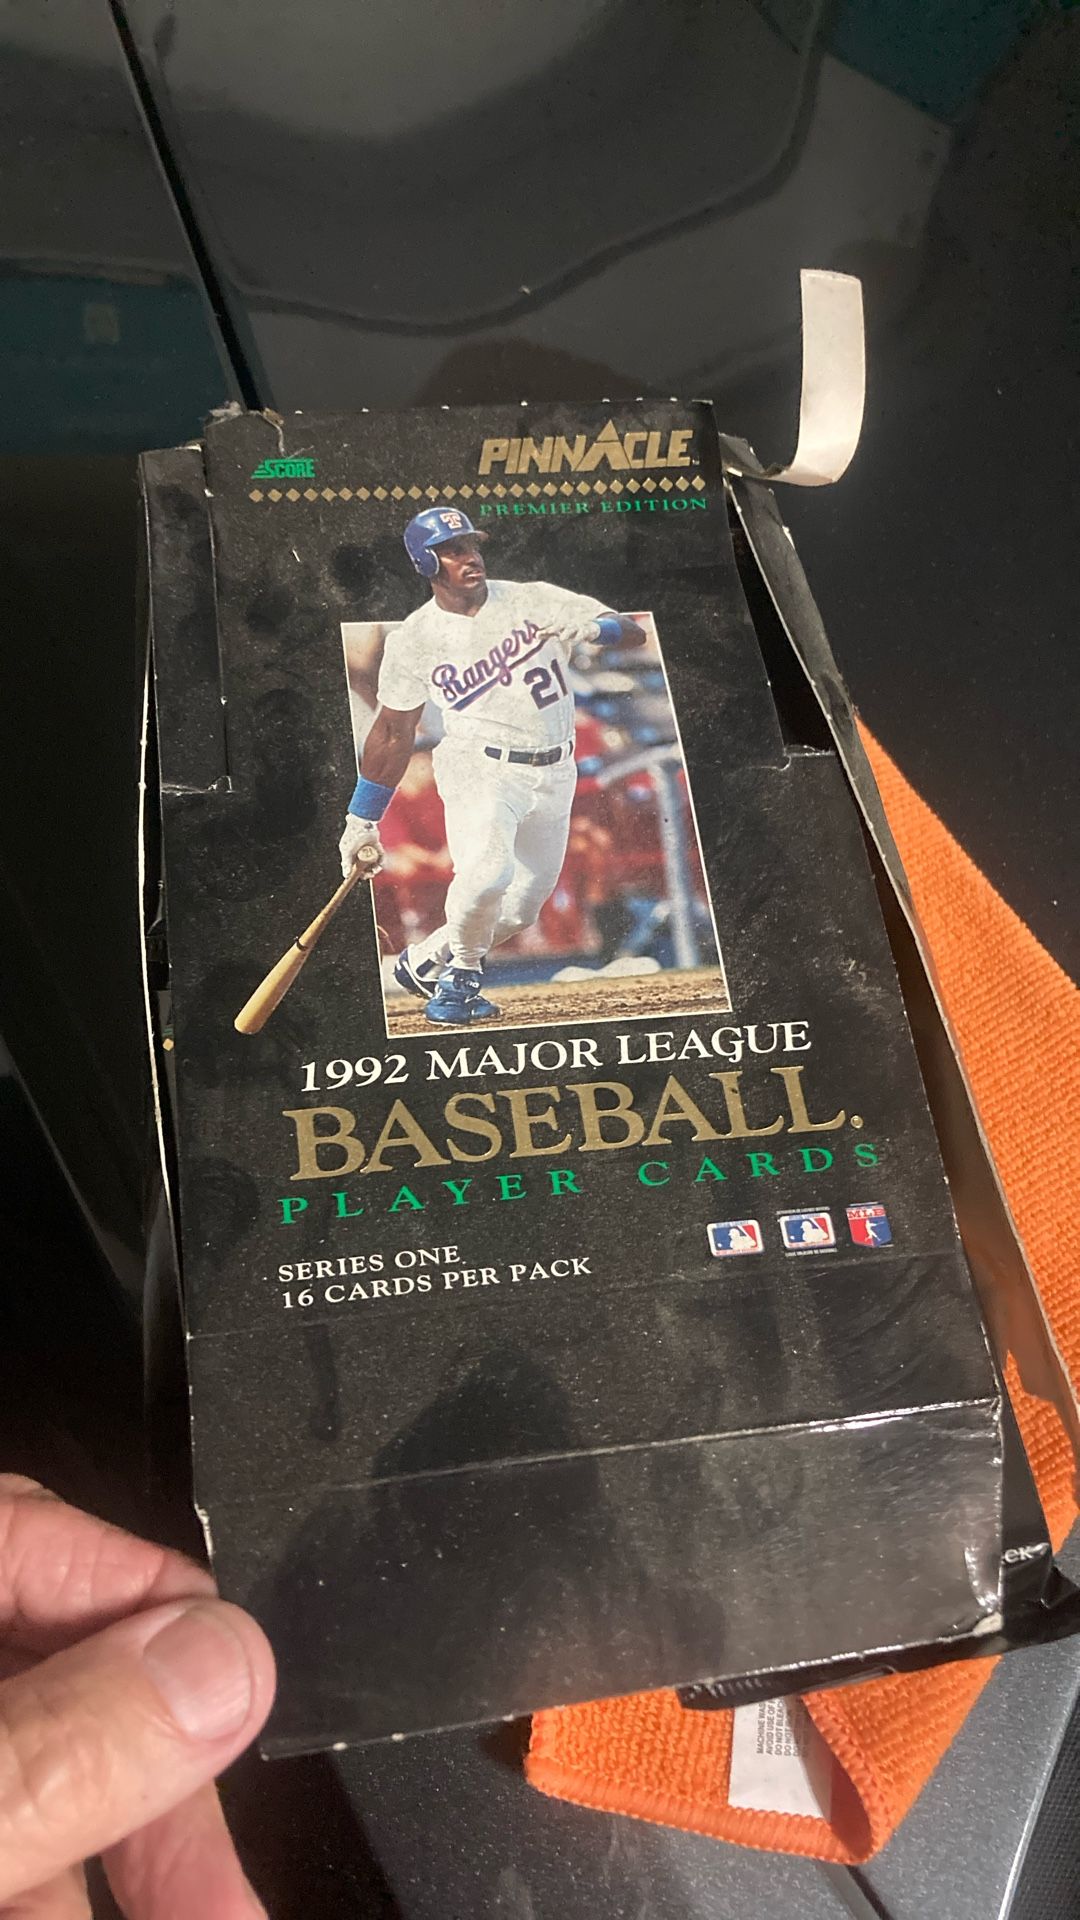 SCORE
PINNACLE
PREMIER EDITION
T
Rangers
21
1992 MAJOR LEAGUE
BASEBALL.
PLAYER CARDS
SERIES ONE
16 CARDS PER PACK
MLB